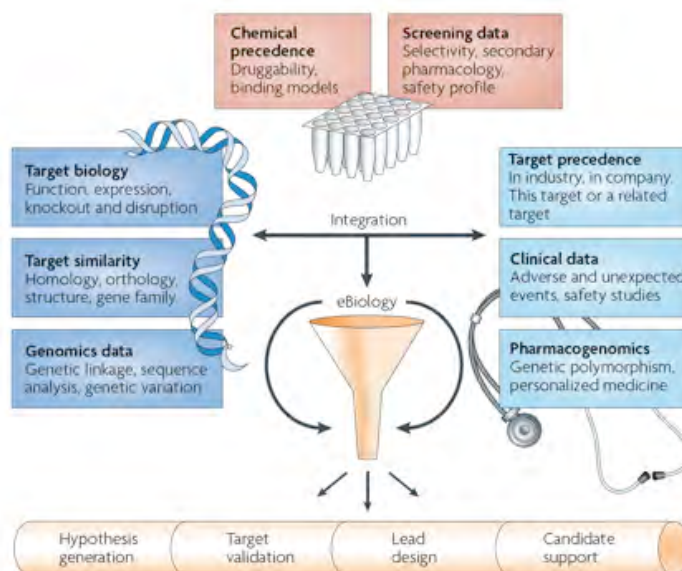 Chemical
precedence
Druggability,
binding models
Screening data
Selectivity, secondary
pharmacology,
safety profile
Target biology
Function, expression,
knockout and disruption
Target similarity
Homology, orthology,
structure, gene family
Genomics data
Genetic linkage, sequence
analysis, genetic variation
Integration
eBiology
Target precedence
In industry, in company.
This target or a related
target
Clinical data
Adverse and unexpected
events, safety studies
Pharmacogenomics
Genetic polymorphism,
personalized medicine
Hypothesis
generation
Target
validation
Lead
design
Candidate
support